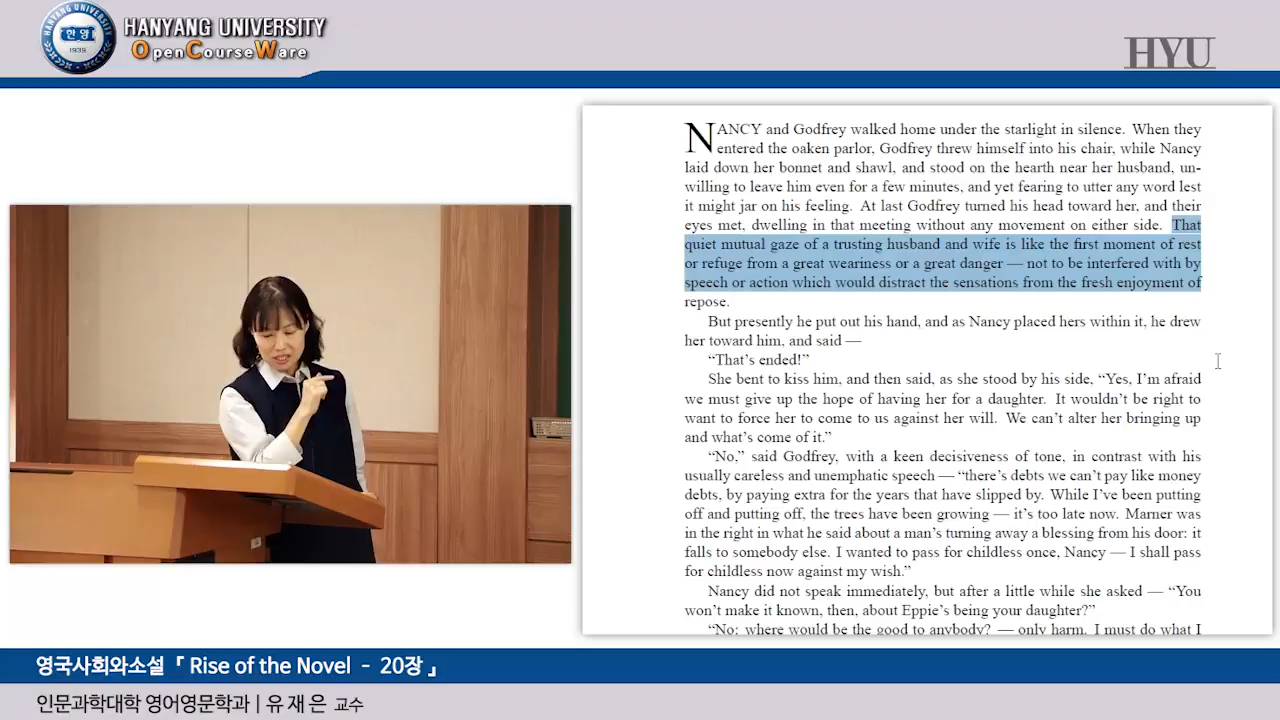 HANYANG UNIVERSITY
OpenCourseWare
HANYANG UNIVERSITY
한양
1939
HYU
NANCY and Godfrey walked home under the starlight in silence. When they
entered the oaken parlor, Godfrey threw himself into his chair, while Nancy
laid down her bonnet and shawl, and stood on the hearth near her husband, un-
willing to leave him even for a few minutes, and yet fearing to utter any word lest
it might jar on his feeling. At last Godfrey turned his head toward her, and their
eyes met, dwelling in that meeting without any movement on either side. That
quiet mutual gaze of a trusting husband and wife is like the first moment of rest
or refuge from a great weariness or a great danger — not to be interfered with by
speech or action which would distract the sensations from the fresh enjoyment of
repose.
But presently he put out his hand, and as Nancy placed hers within it, he drew
her toward him, and said —
“That’s ended!”
She bent to kiss him, and then said, as she stood by his side, “Yes, I’m afraid
we must give up the hope of having her for a daughter. It wouldn’t be right to
want to force her to come to us against her will. We can’t alter her bringing up
and what’s come of it.”
“No,” said Godfrey, with a keen decisiveness of tone, in contrast with his
usually careless and unemphatic speech — “there’s debts we can’t pay like money
debts, by paying extra for the years that have slipped by. While I’ve been putting
off and putting off, the trees have been growing — it’s too late now. Marner was
in the right in what he said about a man’s turning away a blessing from his door: it
falls to somebody else. I wanted to pass for childless once, Nancy — I shall pass
for childless now against my wish.”
Nancy did not speak immediately, but after a little while she asked — “You
won’t make it known, then, about Eppie’s being your daughter?”
“No: where would be the good to anybody? — only harm. I must do what I
영국사회와소설 「 Rise of the Novel - 20장 」
인문과학대학 영어영문학과 | 유 재 은 교수